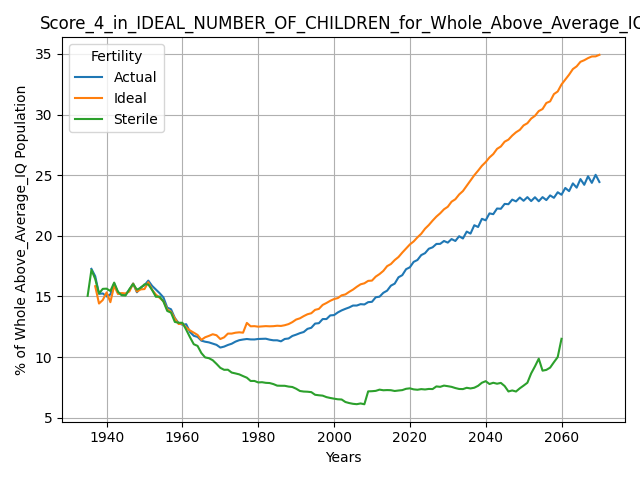 Score_4_in_IDEAL_NUMBER_OF_CHILDREN_for_Whole_Above_Average_IQ
% of Whole Above_Average_IQ Population
35
30
25
20
15
10
5
Fertility
Actual
Ideal
Sterile
1940 1960 1980 2000 2020 2040 2060
Years